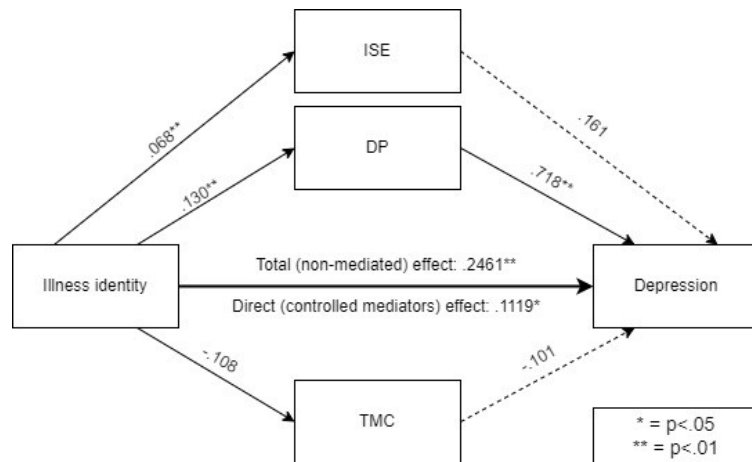 ISE
.068**
.161
DP
.130**
.718**
Illness identity
Total (non-mediated) effect: .2461**
Direct (controlled mediators) effect: .1119*
Depression
-.108
-.101
TMC
* = p<.05
** = p<.01